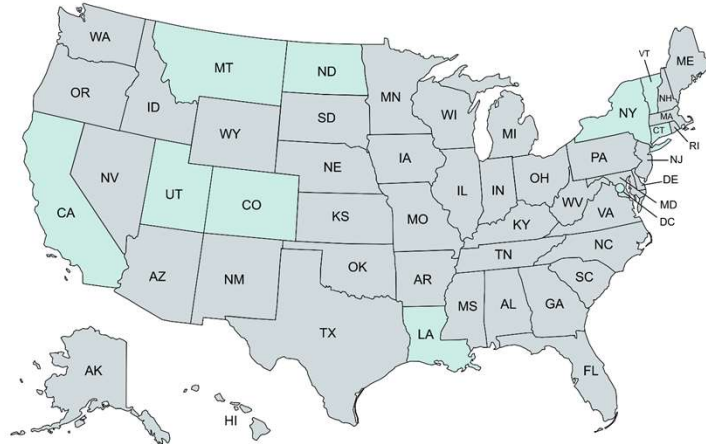 WA
MT
ND
MN
VT
ME
OR
ID
WY
SD
WI
MI
NY
NH
MA
CT
RI
NV
UT
CO
NE
IA
IL
IN
OH
PA
NJ
DE
MD
DC
CA
KS
MO
KY
WV
VA
AZ
NM
OK
AR
TN
NC
SC
TX
LA
MS
AL
GA
FL
AK
HI